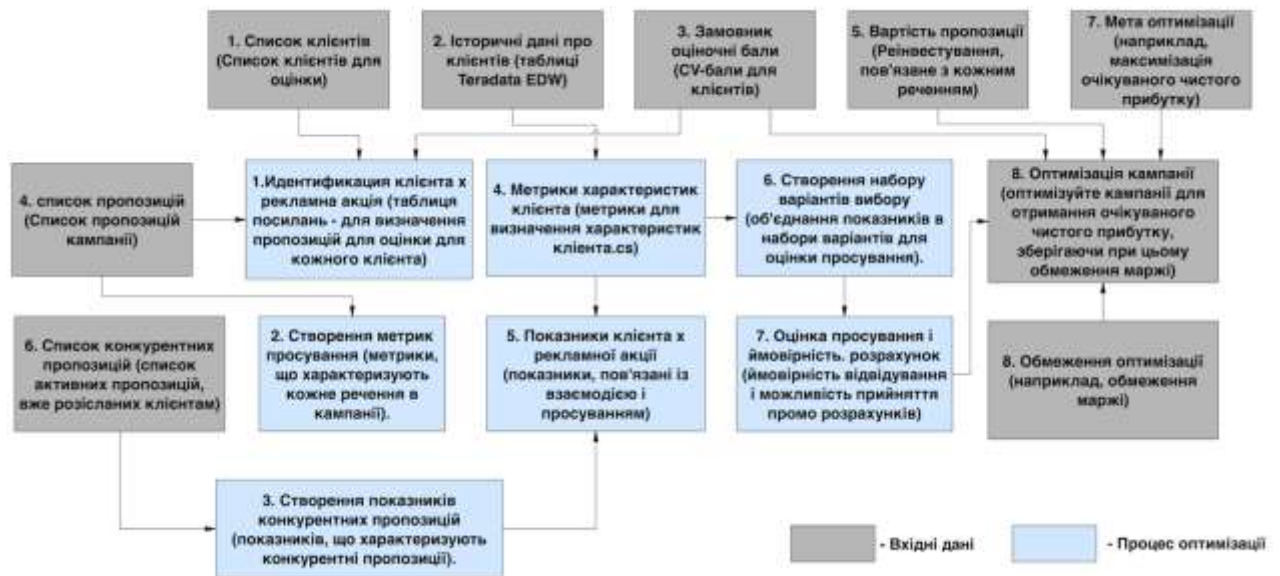 1. Список клієнтів
(Список клієнтів для
оцінки)
2. Історичні дані про
клієнтів (таблиці
Teradata EDW)
3. Замовник
оціночні бали
(CV-бали для
клієнтів)
5. Вартість пропозиції
(Реінвестування,
пов'язане з кожним
реченням)
7. Мета оптимізації
(наприклад,
максимізація
очікуваного чистого
прибутку)
4. список пропозицій
(Список пропозицій
кампанії)
1.Идентификация клієнта х
рекламна акція (таблиця
посилань - для визначення
пропозицій для оцінки для
кожного клієнта)
4. Метрики характеристик
клієнта (метрики для
визначення характеристик
клієнта.cs)
6. Створення набору
варіантів вибору
(об'єднання показників в
набори варіантів для
оцінки просування).
8. Оптимізація кампанії
(оптимізуйте кампанії для
отримання очікуваного
чистого прибутку,
зберігаючи при цьому
обмеження маржі)
6. Список конкурентних
пропозицій (список
активних пропозицій,
вже розісланих клієнтам)
2. Створення метрик
просування (метрики,
що характеризують
кожне речення в
кампанії).
5. Показники клієнта х
рекламної акції
(показники, пов'язані із
взаємодією і
просуванням)
7. Оцінка просування і
ймовірність. розрахунок
(ймовірність відвідування
і можливість прийняття
промо розрахунків)
8. Обмеження оптимізації
(наприклад, обмеження
маржі)
3. Створення показників
конкурентних пропозицій
(показників, що характеризують
конкурентні пропозиції).
- Вхідні дані
- Процес оптимізації